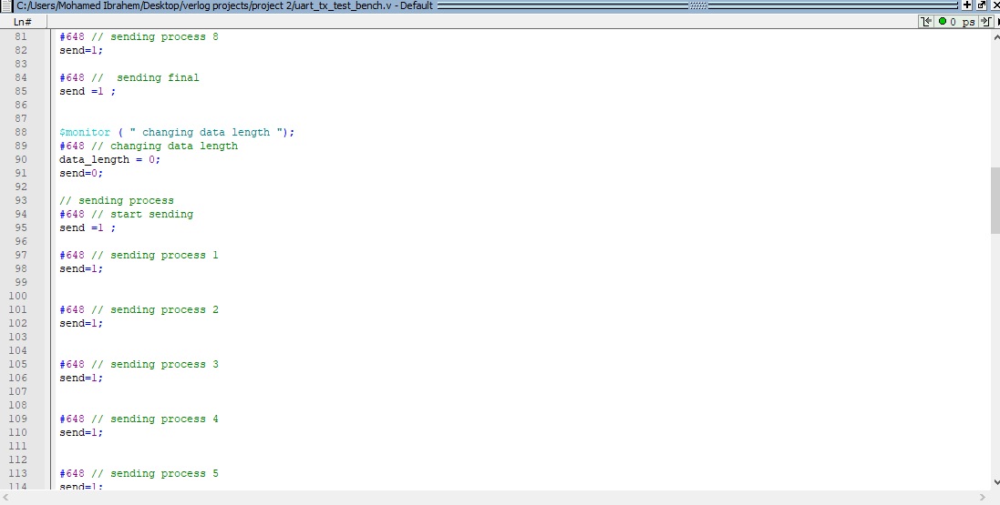 C:/Users/Mohamed Ibrahem/Desktop/verlog projects/project 2/uart_tx_test_bench.v - Default
Ln#
0 ps
81 #648 // sending process 8
82 send=1;
83
84 #648 //  sending final
85 send =1 ;
86
87
88 $monitor ( " changing data length ");
89 #648 // changing data length
90 data_length = 0;
91 send=0;
92
93 // sending process
94 #648 // start sending
95 send =1 ;
96
97 #648 // sending process 1
98 send=1;
99
100
101 #648 // sending process 2
102 send=1;
103
104
105 #648 // sending process 3
106 send=1;
107
108
109 #648 // sending process 4
110 send=1;
111
112
113 #648 // sending process 5
114 send=1;